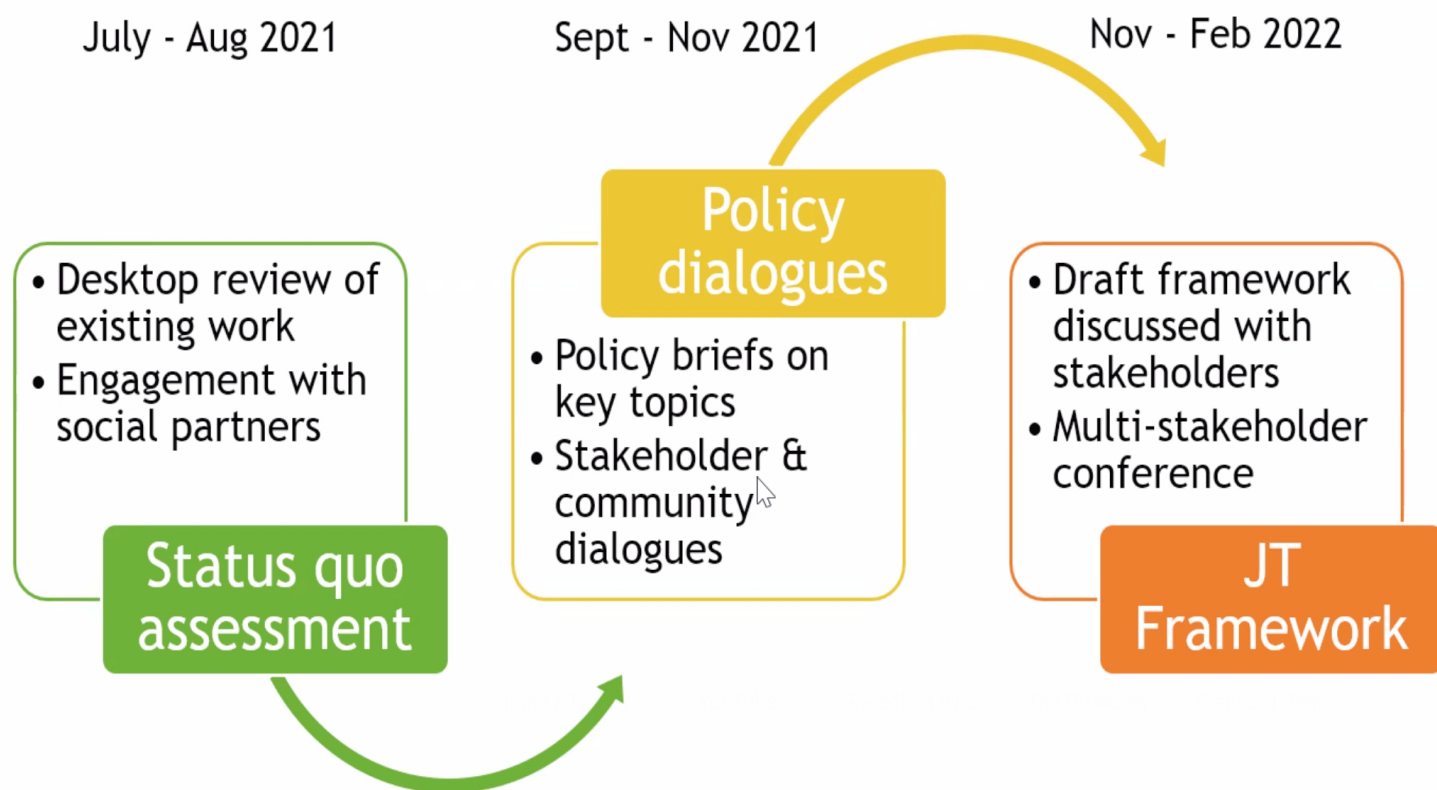 July - Aug 2021
Sept - Nov 2021
Nov - Feb 2022
• Desktop review of
existing work
• Engagement with
social partners
Status quo
assessment
Policy
dialogues
• Policy briefs on
key topics
• Stakeholder &
community
dialogues
• Draft framework
discussed with
stakeholders
• Multi-stakeholder
conference
JT
Framework